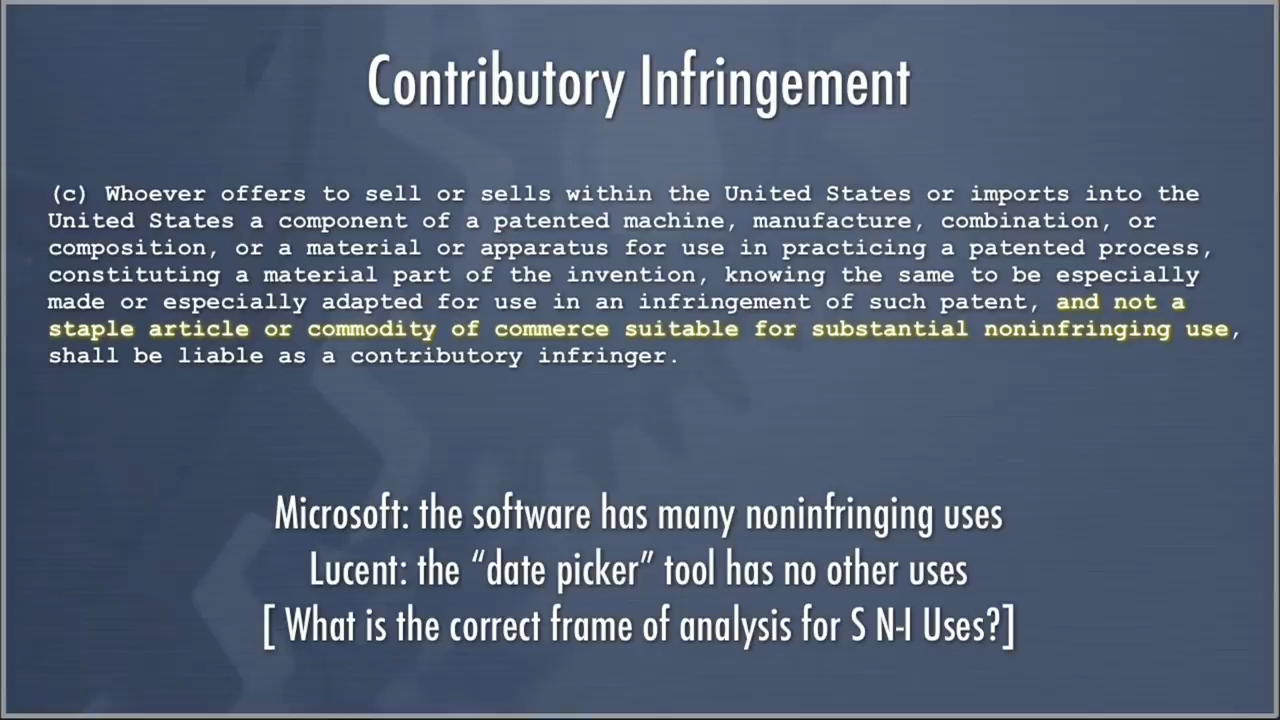 Contributory Infringement
(c) Whoever offers to sell or sells within the United States or imports into the
United States a component of a patented machine, manufacture, combination, or
composition, or a material or apparatus for use in practicing a patented process,
constituting a material part of the invention, knowing the same to be especially
made or especially adapted for use in an infringement of such patent, and not a
staple article or commodity of commerce suitable for substantial noninfringing use,
shall be liable as a contributory infringer.
Microsoft: the software has many noninfringing uses
Lucent: the “date picker” tool has no other uses
[ What is the correct frame of analysis for S N-I Uses?]